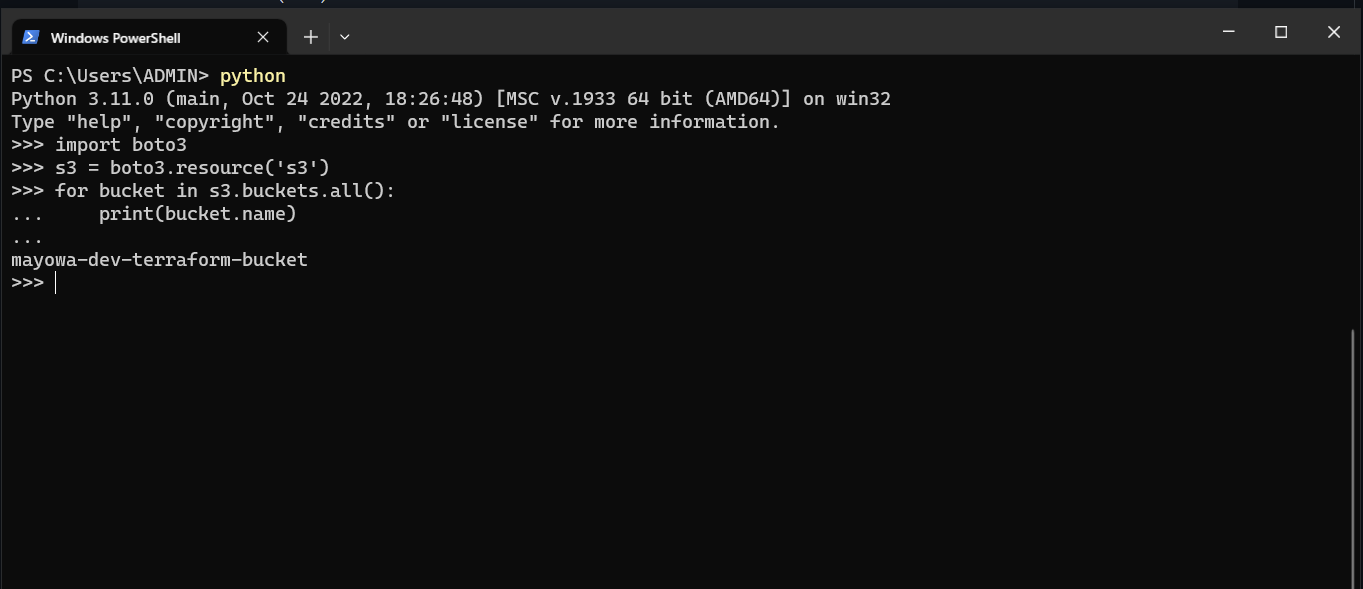 Windows PowerShell
PS C:\Users\ADMIN> python
Python 3.11.0 (main, Oct 24 2022, 18:26:48) [MSC v.1933 64 bit (AMD64)] on win32
Type "help", "copyright", "credits" or "license" for more information.
>>> import boto3
>>> s3 = boto3.resource('s3')
>>> for bucket in s3.buckets.all():
...     print(bucket.name)
...
mayowa-dev-terraform-bucket
>>>